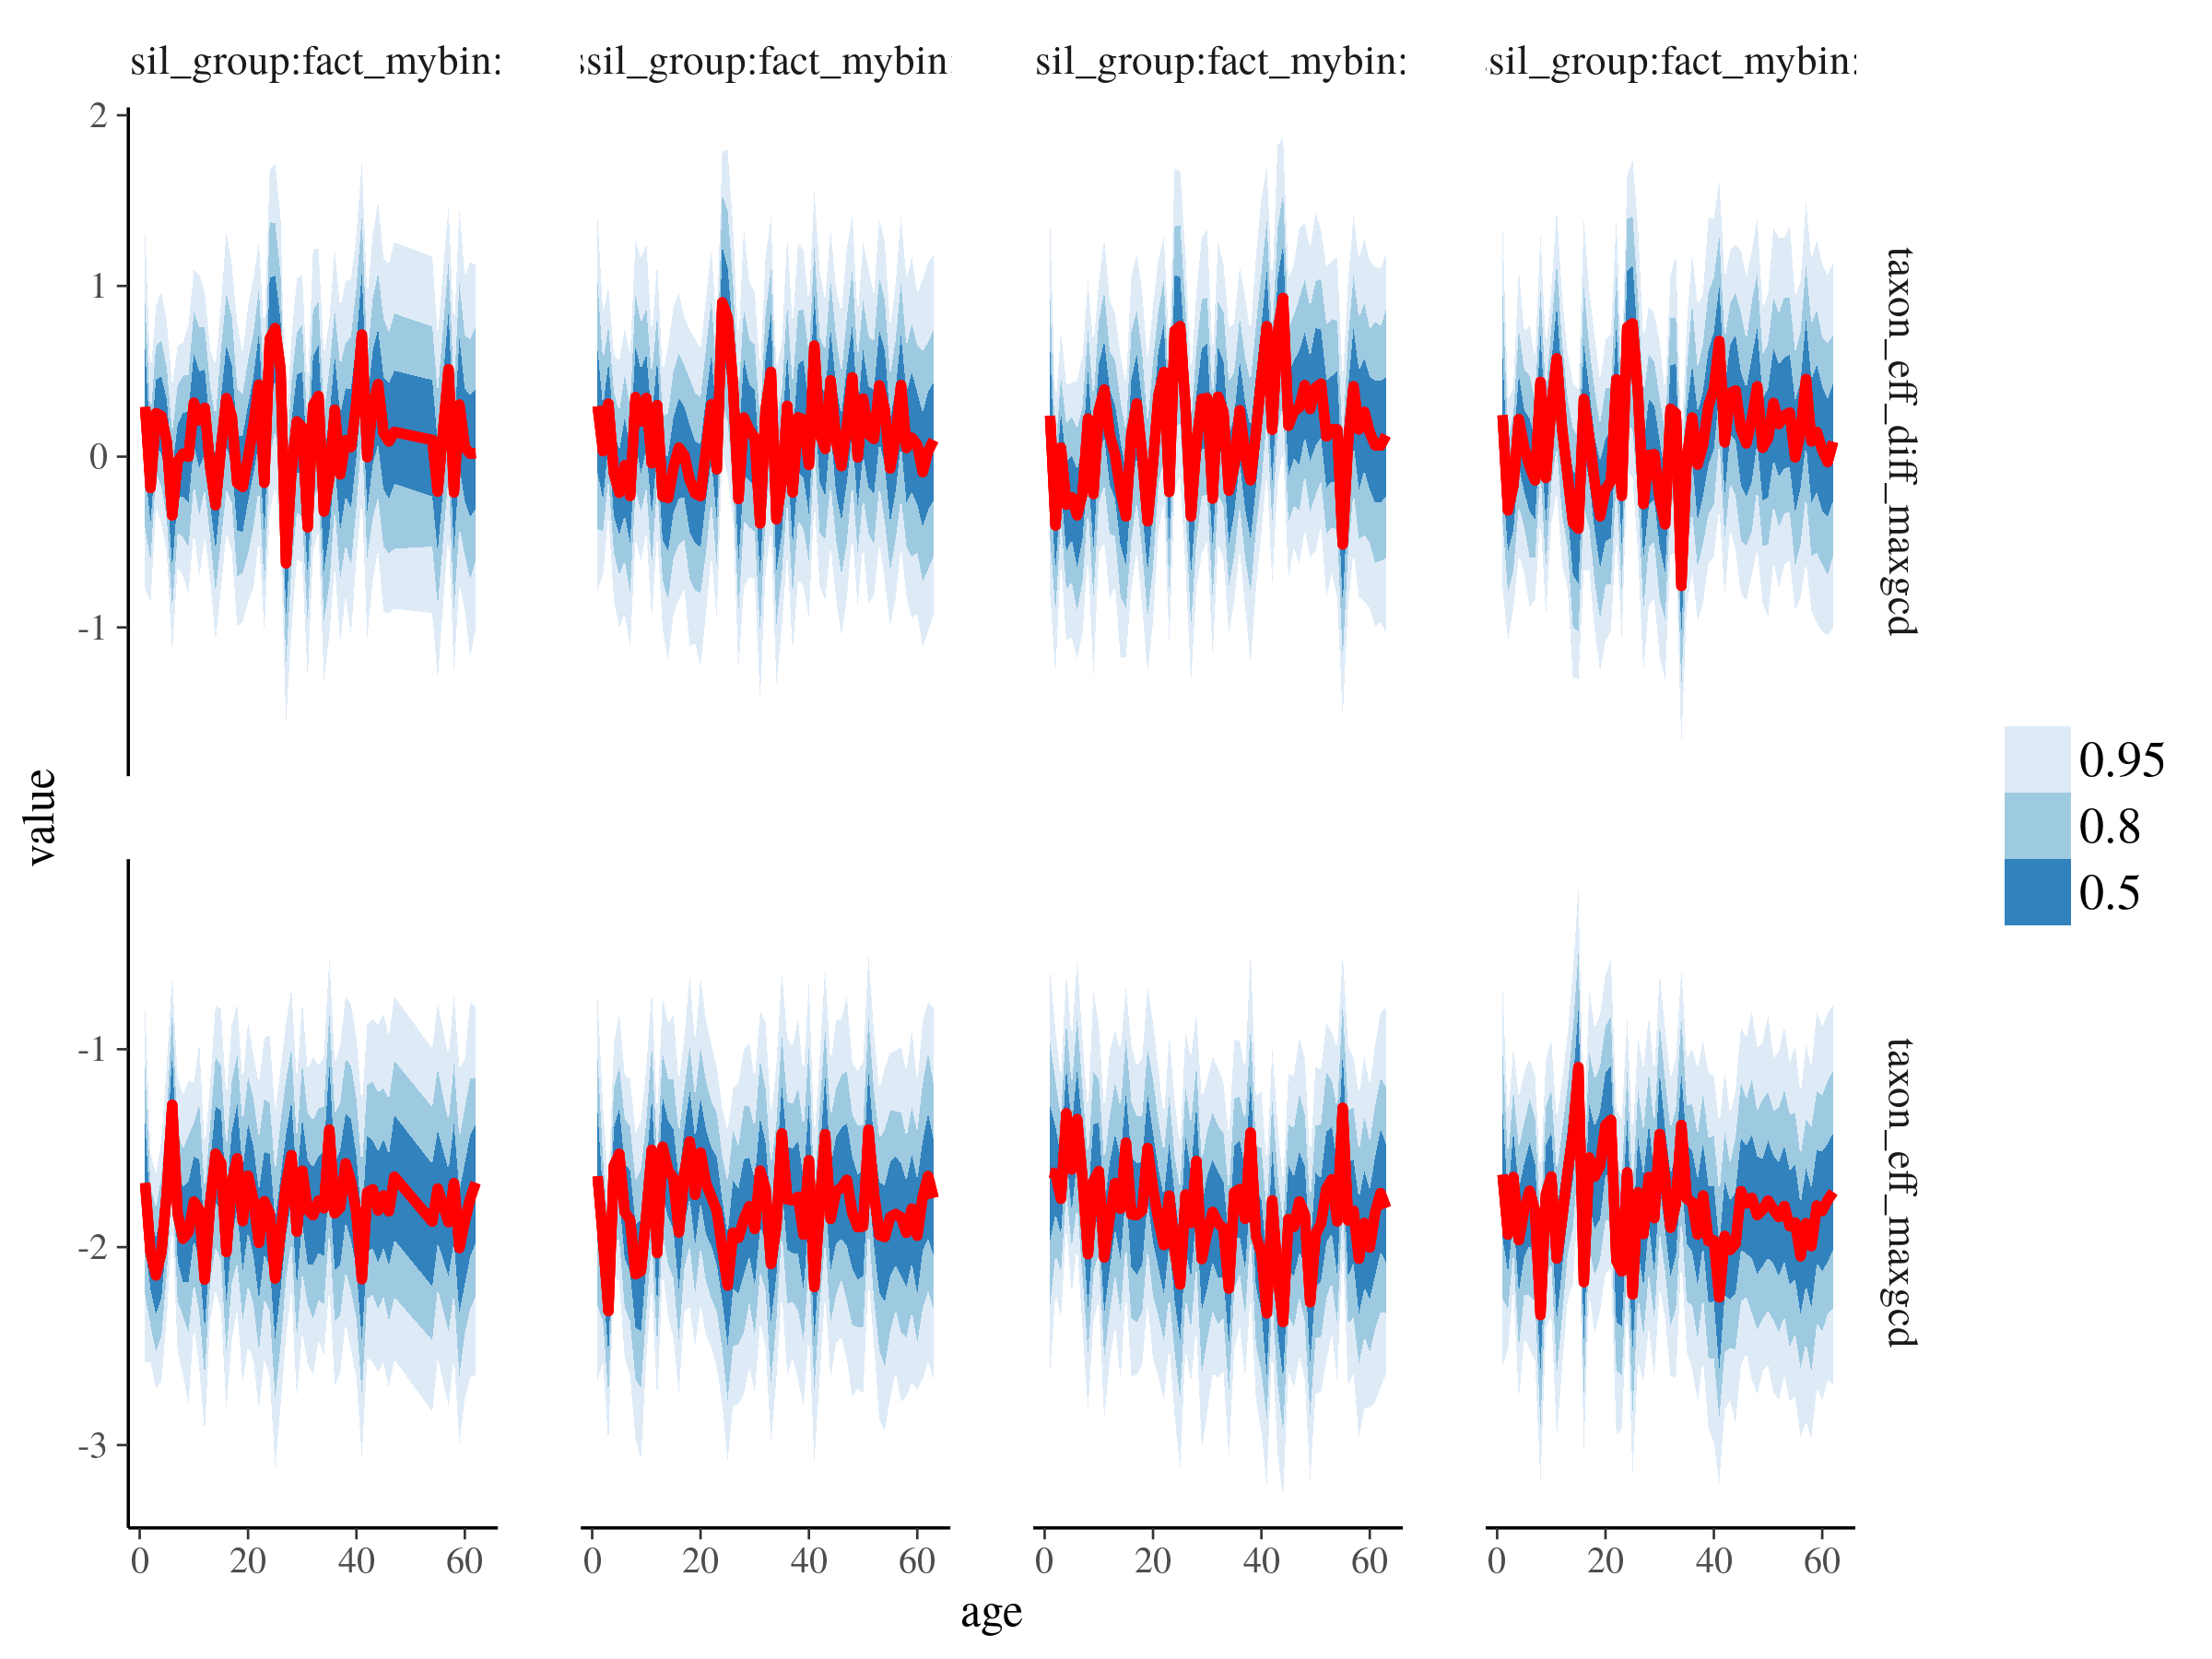 sil_group:fact_mybin: ssil_group:fact_mybin: sil_group:fact_mybin: sil_group:fact_mybin:
2
1
0
-1
taxon_eff_diff_maxgcd
value
0.95
0.8
0.5
-1
-2
-3
taxon_eff_maxgcd
0 20 40 60 0 20 40 60 0 20 40 60 0 20 40 60
age